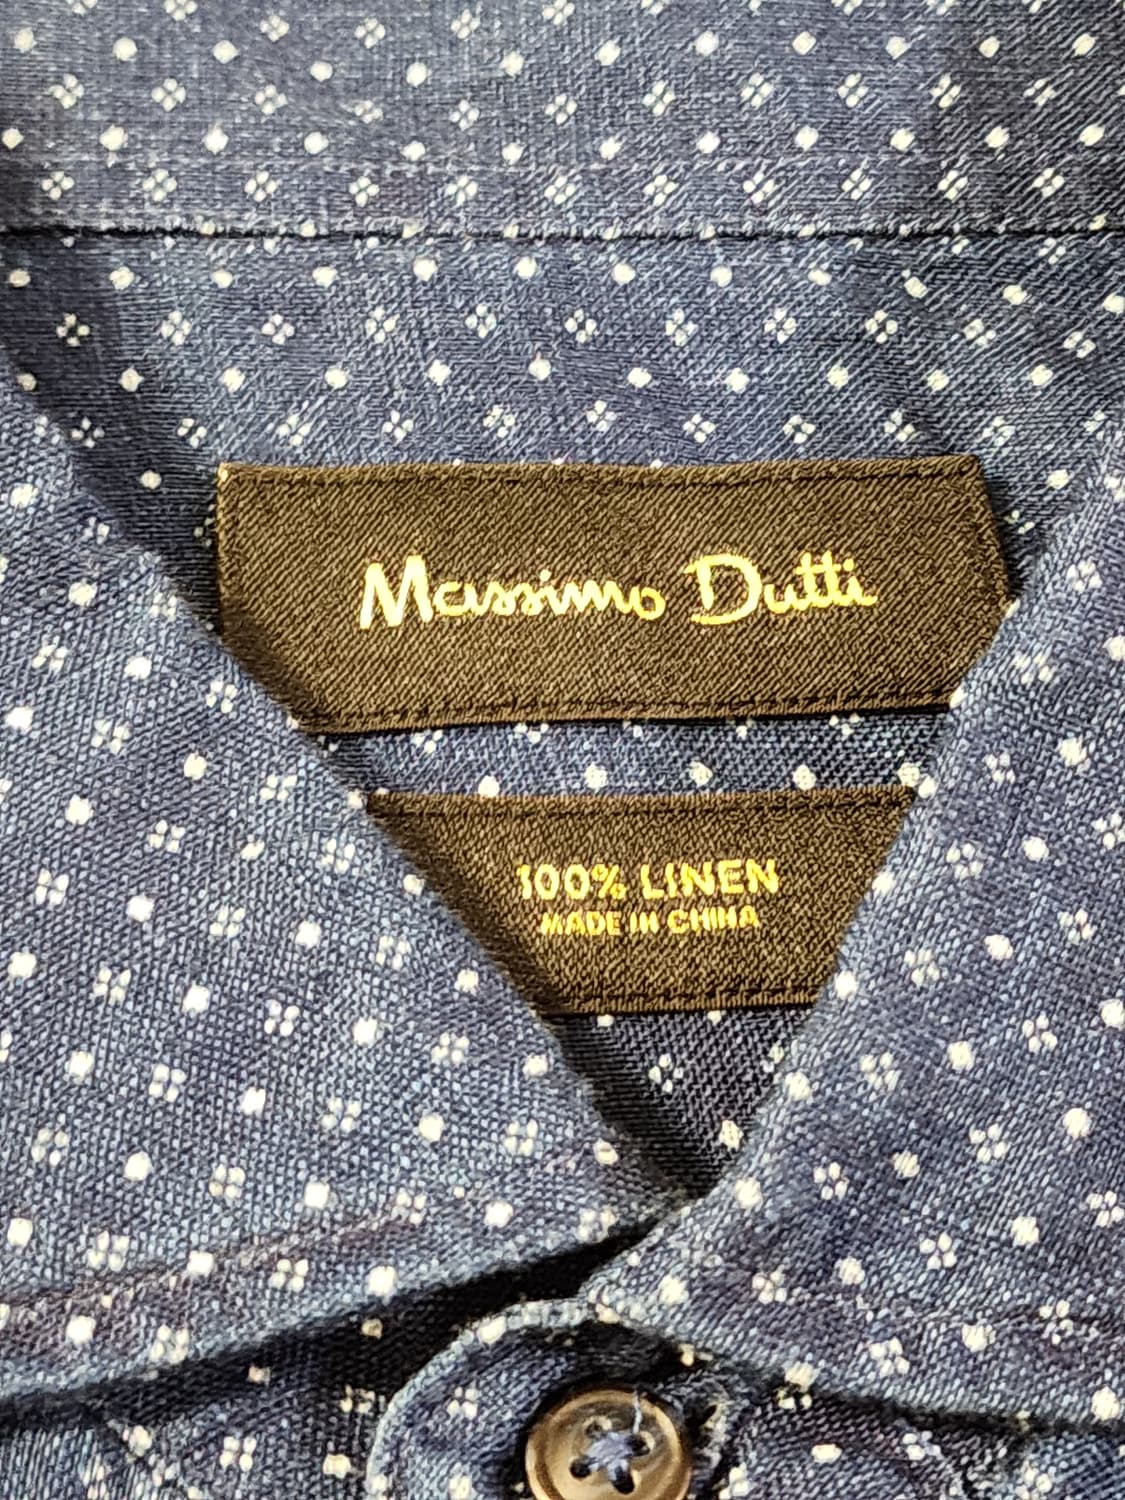 Massimo Dutti
100% LINEN
MADE IN CHINA